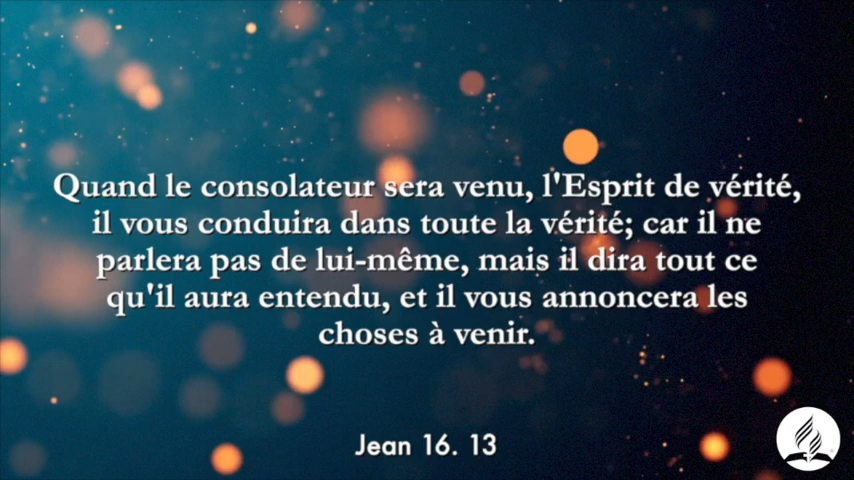 Quand le consolateur sera venu, l'Esprit de vérité,
il vous conduira dans toute la vérité; car il ne
parlera pas de lui-même, mais il dira tout ce
qu'il aura entendu, et il vous annoncera les
choses à venir.
Jean 16. 13